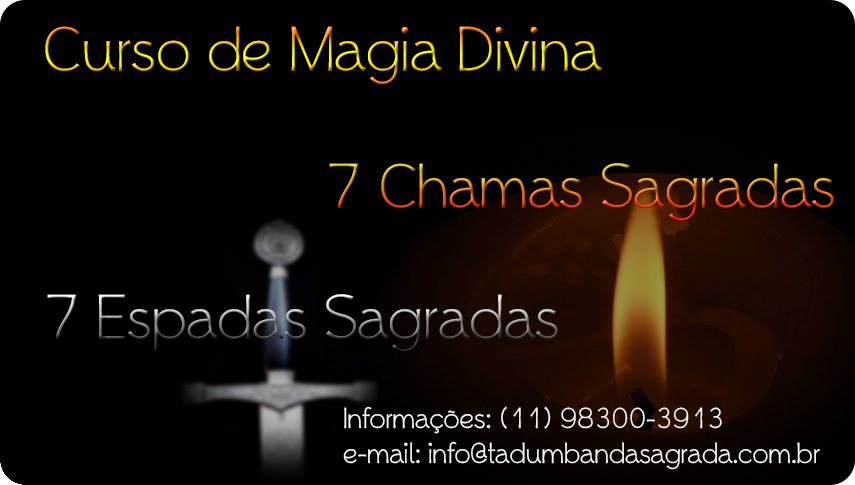 Curso de Magia Divina
7 Chamas Sagradas
7 Espadas Sagradas
Informações: (11) 98300-3913
e-mail: info@tadumbandasagrada.com.br